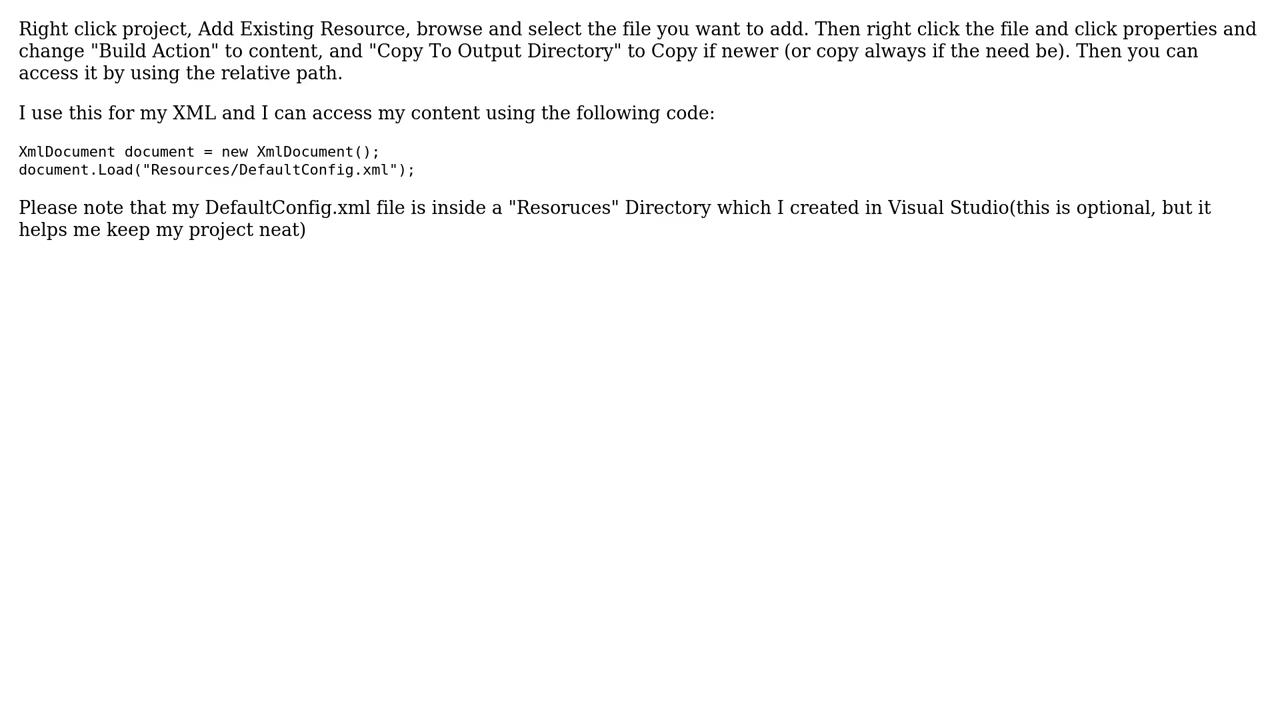 Right click project, Add Existing Resource, browse and select the file you want to add. Then right click the file and click properties and
change "Build Action" to content, and "Copy To Output Directory" to Copy if newer (or copy always if the need be). Then you can
access it by using the relative path.
I use this for my XML and I can access my content using the following code:
XmlDocument document = new XmlDocument();
document.Load("Resources/DefaultConfig.xml");
Please note that my DefaultConfig.xml file is inside a "Resoruces" Directory which I created in Visual Studio(this is optional, but it
helps me keep my project neat)